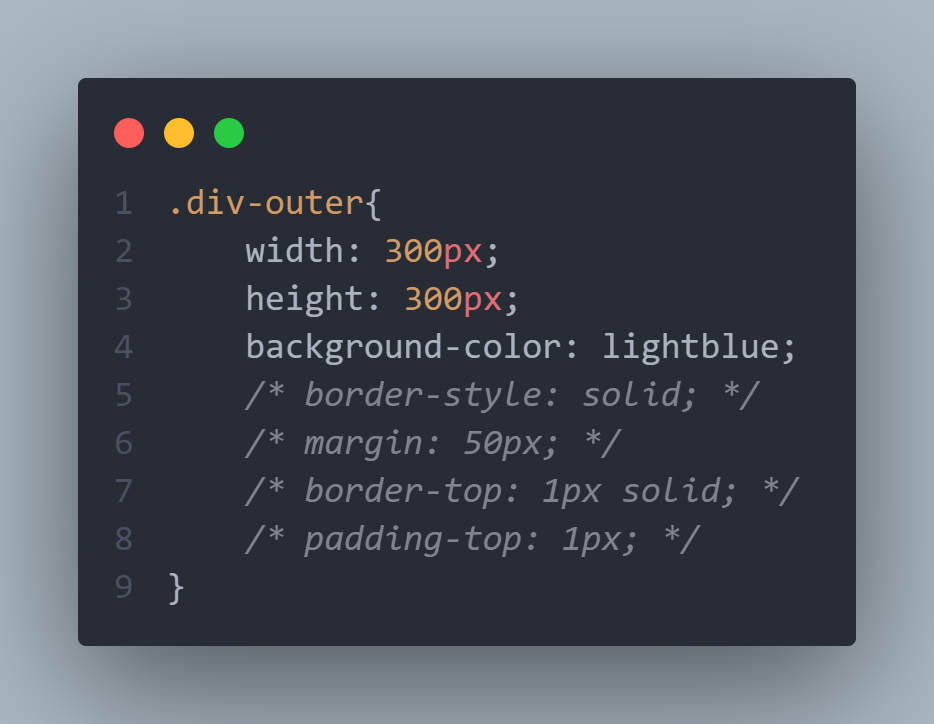 1 .div-outer{
2     width: 300px;
3     height: 300px;
4     background-color: lightblue;
5     /* border-style: solid; */
6     /* margin: 50px; */
7     /* border-top: 1px solid; */
8     /* padding-top: 1px; */
9 }